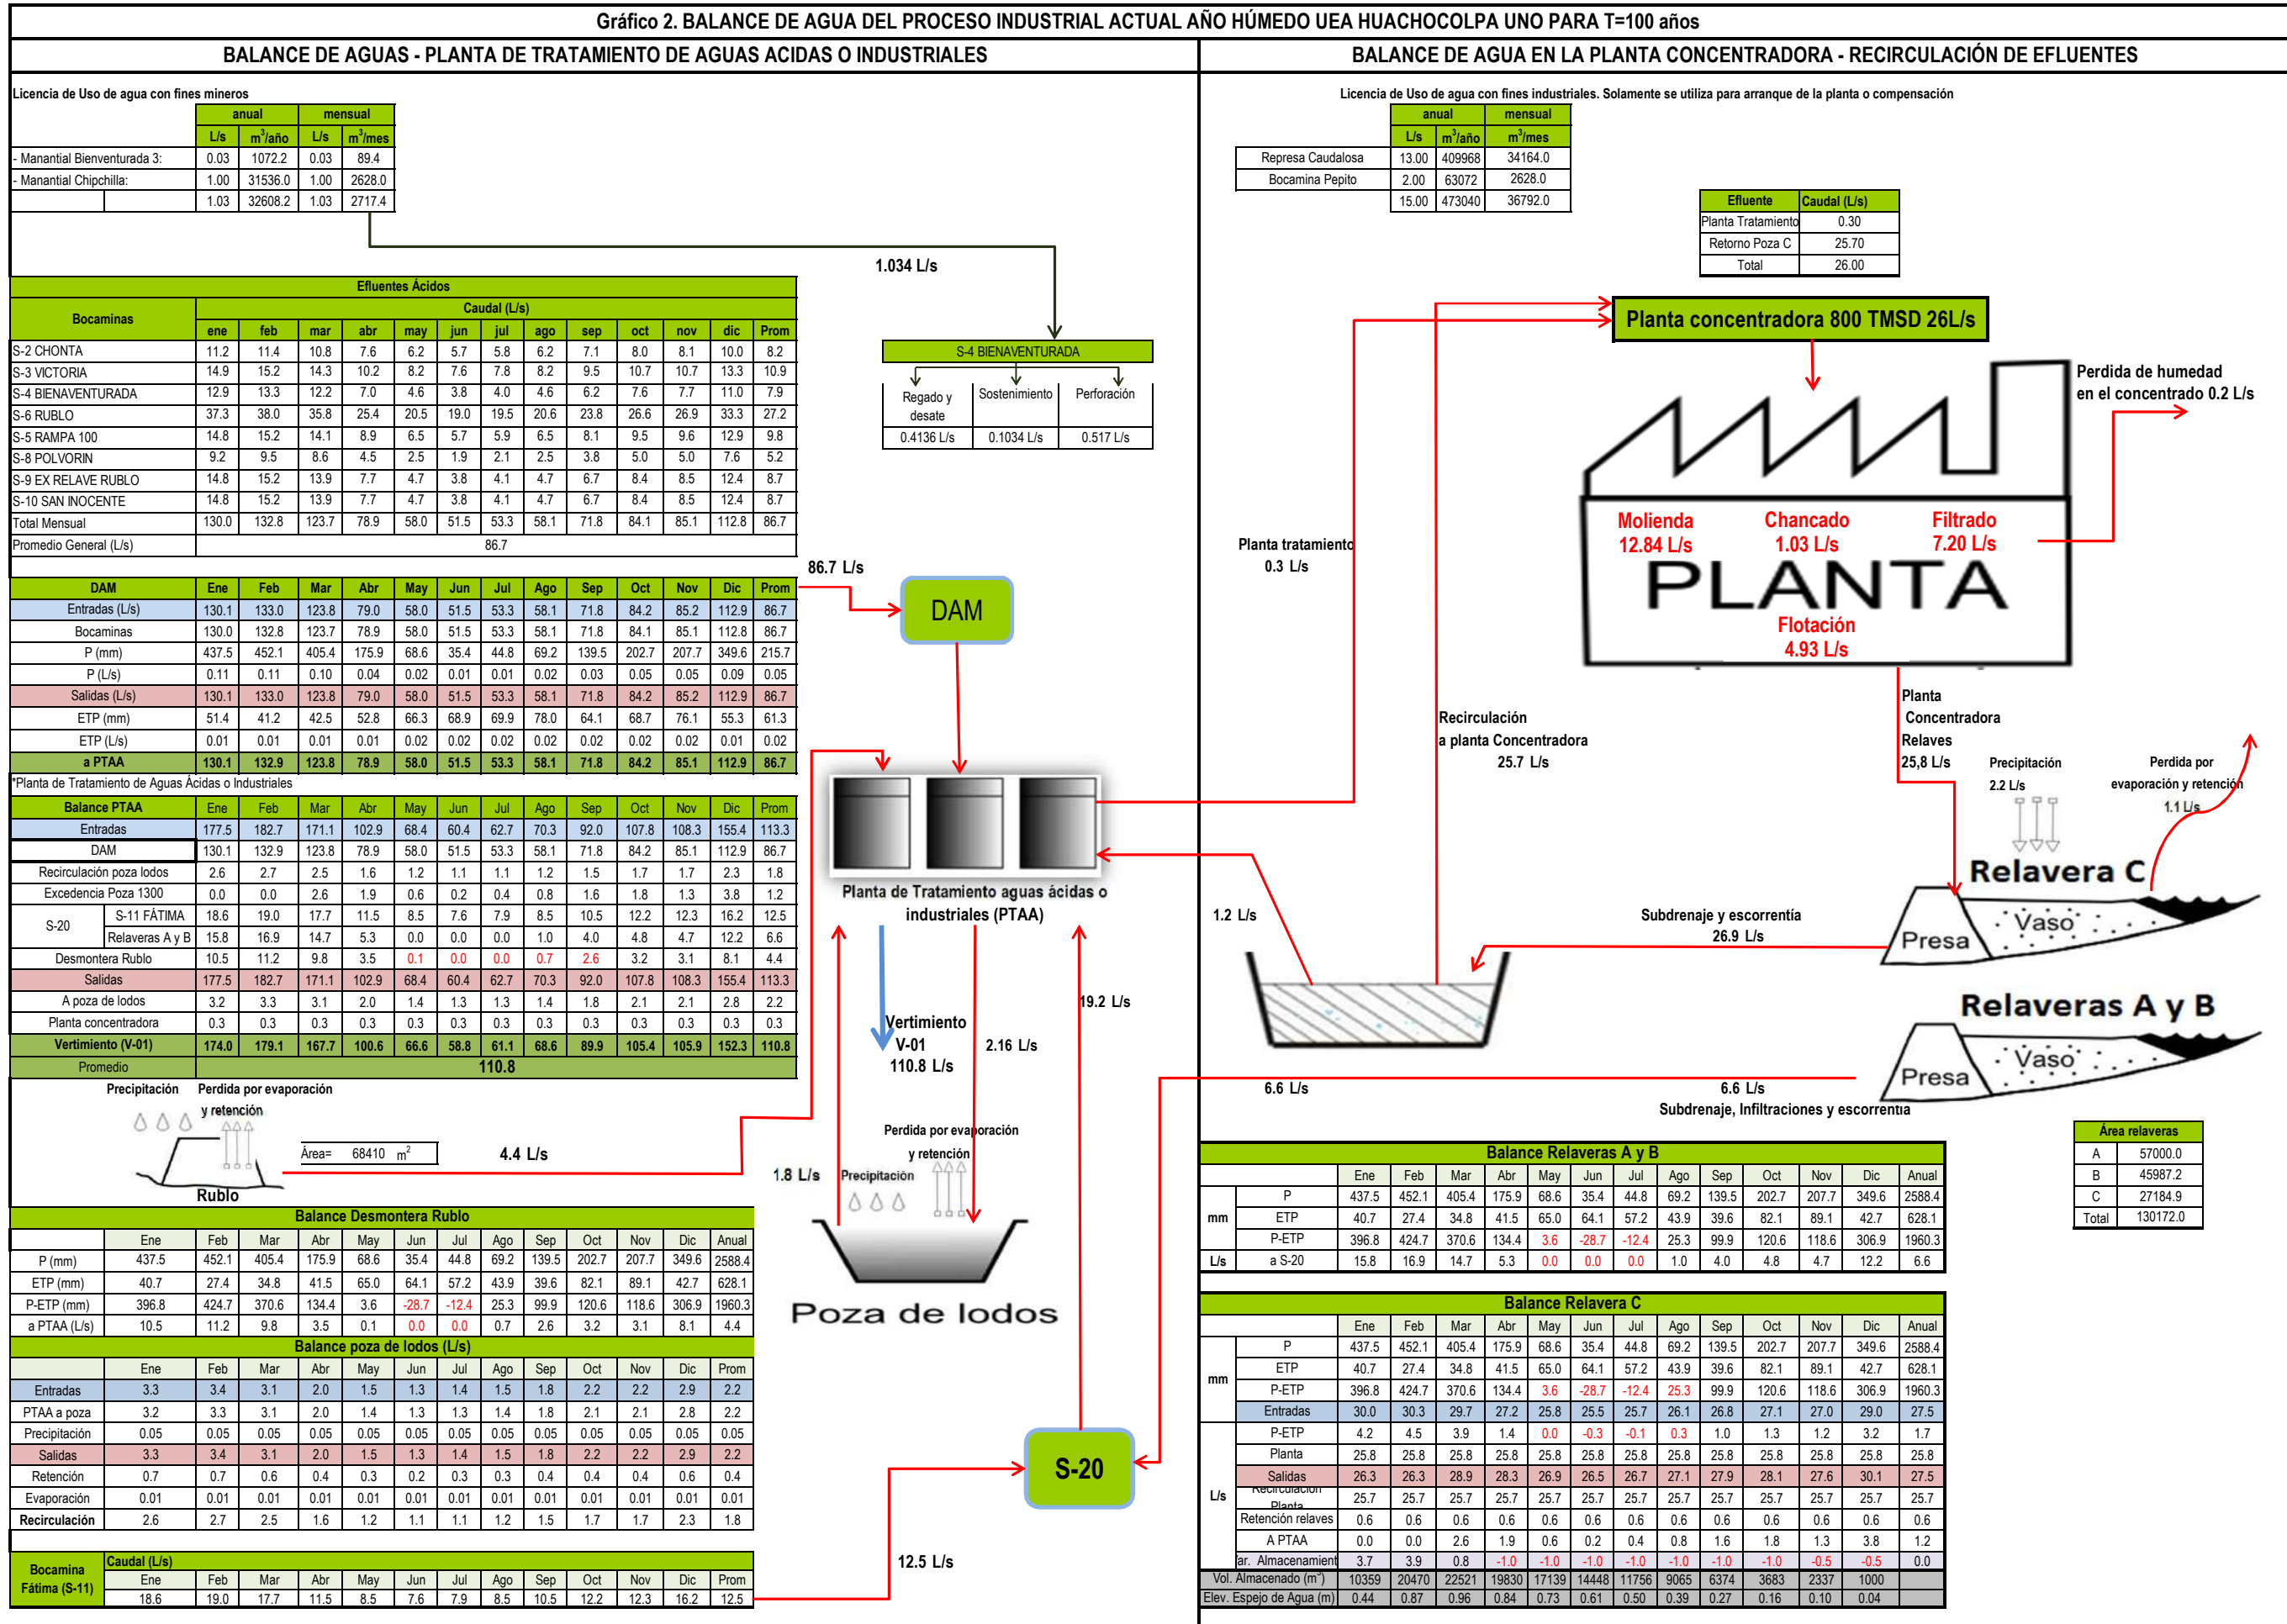 Gráfico 2. BALANCE DE AGUA DEL PROCESO INDUSTRIAL ACTUAL AÑO HÚMEDO UEA HUACHOCOLPA UNO PARA T=100 años
BALANCE DE AGUAS - PLANTA DE TRATAMIENTO DE AGUAS ACIDAS O INDUSTRIALES
Licencia de Uso de agua con fines mineros
anual mensual
L/s m³/año L/s m³/mes
- Manantial Bienventurada 3: 0.03 1072.2 0.03 89.4
- Manantial Chipchilla: 1.00 31536.0 1.00 2628.0
1.03 32608.2 1.03 2717.4
1.034 L/s
Efluentes Ácidos
Bocaminas Caudal (L/s)
ene feb mar abr may jun jul ago sep oct nov dic Prom
S-2 CHONTA 11.2 11.4 10.8 7.6 6.2 5.7 5.8 6.2 7.1 8.0 8.1 10.0 8.2
S-3 VICTORIA 14.9 15.2 14.3 10.2 8.2 7.6 7.8 8.2 9.5 10.7 10.7 13.3 10.9
S-4 BIENAVENTURADA 12.9 13.3 12.2 7.0 4.6 3.8 4.0 4.6 6.2 7.6 7.7 11.0 7.9
S-6 RUBLO 37.3 38.0 35.8 25.4 20.5 19.0 19.5 20.6 23.8 26.6 26.9 33.3 27.2
S-5 RAMPA 100 14.8 15.2 14.1 8.9 6.5 5.7 5.9 6.5 8.1 9.5 9.6 12.9 9.8
S-8 POLVORIN 9.2 9.5 8.6 4.5 2.5 1.9 2.1 2.5 3.8 5.0 5.0 7.6 5.2
S-9 EX RELAVE RUBLO 14.8 15.2 13.9 7.7 4.7 3.8 4.1 4.7 6.7 8.4 8.5 12.4 8.7
S-10 SAN INOCENTE 14.8 15.2 13.9 7.7 4.7 3.8 4.1 4.7 6.7 8.4 8.5 12.4 8.7
Total Mensual 130.0 132.8 123.7 78.9 58.0 51.5 53.3 58.1 71.8 84.1 85.1 112.8 86.7
Promedio General (L/s) 86.7
S-4 BIENAVENTURADA
Regado y desate Sostenimiento Perforación
0.4136 L/s 0.1034 L/s 0.517 L/s
DAM Ene Feb Mar Abr May Jun Jul Ago Sep Oct Nov Dic Prom
Entradas (L/s) 130.1 133.0 123.8 79.0 58.0 51.5 53.3 58.1 71.8 84.2 85.2 112.9 86.7
Bocaminas 130.0 132.8 123.7 78.9 58.0 51.5 53.3 58.1 71.8 84.1 85.1 112.8 86.7
P (mm) 437.5 452.1 405.4 175.9 68.6 35.4 44.8 69.2 139.5 202.7 207.7 349.6 215.7
P (L/s) 0.11 0.11 0.10 0.04 0.02 0.01 0.01 0.02 0.03 0.05 0.05 0.09 0.05
Salidas (L/s) 130.1 133.0 123.8 79.0 58.0 51.5 53.3 58.1 71.8 84.2 85.2 112.9 86.7
ETP (mm) 51.4 41.2 42.5 52.8 66.3 68.9 69.9 78.0 64.1 68.7 76.1 55.3 61.3
ETP (L/s) 0.01 0.01 0.01 0.01 0.02 0.02 0.02 0.02 0.02 0.02 0.02 0.01 0.02
a PTAA 130.1 132.9 123.8 78.9 58.0 51.5 53.3 58.1 71.8 84.2 85.1 112.9 86.7
*Planta de Tratamiento de Aguas Ácidas o Industriales
86.7 L/s
DAM
Balance PTAA Ene Feb Mar Abr May Jun Jul Ago Sep Oct Nov Dic Prom
Entradas 177.5 182.7 171.1 102.9 68.4 60.4 62.7 70.3 92.0 107.8 108.3 155.4 113.3
DAM 130.1 132.9 123.8 78.9 58.0 51.5 53.3 58.1 71.8 84.2 85.1 112.9 86.7
Recirculación poza lodos 2.6 2.7 2.5 1.6 1.2 1.1 1.1 1.2 1.5 1.7 1.7 2.3 1.8
Excedencia Poza 1300 0.0 0.0 2.6 1.9 0.6 0.2 0.4 0.8 1.6 1.8 1.3 3.8 1.2
S-20 S-11 FÁTIMA 18.6 19.0 17.7 11.5 8.5 7.6 7.9 8.5 10.5 12.2 12.3 16.2 12.5
Relaveras A y B 15.8 16.9 14.7 5.3 0.0 0.0 0.0 1.0 4.0 4.8 4.7 12.2 6.6
Desmontera Rublo 10.5 11.2 9.8 3.5 0.1 0.0 0.0 0.7 2.6 3.2 3.1 8.1 4.4
Salidas 177.5 182.7 171.1 102.9 68.4 60.4 62.7 70.3 92.0 107.8 108.3 155.4 113.3
A poza de lodos 3.2 3.3 3.1 2.0 1.4 1.3 1.3 1.4 1.8 2.1 2.1 2.8 2.2
Planta concentradora 0.3 0.3 0.3 0.3 0.3 0.3 0.3 0.3 0.3 0.3 0.3 0.3 0.3
Vertimiento (V-01) 174.0 179.1 167.7 100.6 66.6 58.8 61.1 68.6 89.9 105.4 105.9 152.3 110.8
Promedio 110.8
Planta de Tratamiento aguas ácidas o
industriales (PTAA)
Vertimiento
V-01
110.8 L/s
2.16 L/s
19.2 L/s
Precipitación
Perdida por evaporación
y retención
Área= 68410 m²
4.4 L/s
Rublo
1.8 L/s
Precipitación
Perdida por evaporación
y retención
Poza de lodos
Balance Desmontera Rublo
Ene Feb Mar Abr May Jun Jul Ago Sep Oct Nov Dic Anual
P (mm) 437.5 452.1 405.4 175.9 68.6 35.4 44.8 69.2 139.5 202.7 207.7 349.6 2588.4
ETP (mm) 40.7 27.4 34.8 41.5 65.0 64.1 57.2 43.9 39.6 82.1 89.1 42.7 628.1
P-ETP (mm) 396.8 424.7 370.6 134.4 3.6 -28.7 -12.4 25.3 99.9 120.6 118.6 306.9 1960.3
a PTAA (L/s) 10.5 11.2 9.8 3.5 0.1 0.0 0.0 0.7 2.6 3.2 3.1 8.1 4.4
Balance poza de lodos (L/s)
Ene Feb Mar Abr May Jun Jul Ago Sep Oct Nov Dic Prom
Entradas 3.3 3.4 3.1 2.0 1.5 1.3 1.4 1.5 1.8 2.2 2.2 2.9 2.2
PTAA a poza 3.2 3.3 3.1 2.0 1.4 1.3 1.3 1.4 1.8 2.1 2.1 2.8 2.2
Precipitación 0.05 0.05 0.05 0.05 0.05 0.05 0.05 0.05 0.05 0.05 0.05 0.05 0.05
Salidas 3.3 3.4 3.1 2.0 1.5 1.3 1.4 1.5 1.8 2.2 2.2 2.9 2.2
Retención 0.7 0.7 0.6 0.4 0.3 0.2 0.3 0.3 0.4 0.4 0.4 0.6 0.4
Evaporación 0.01 0.01 0.01 0.01 0.01 0.01 0.01 0.01 0.01 0.01 0.01 0.01 0.01
Recirculación 2.6 2.7 2.5 1.6 1.2 1.1 1.1 1.2 1.5 1.7 1.7 2.3 1.8
Bocamina Fátima (S-11) Caudal (L/s)
Ene Feb Mar Abr May Jun Jul Ago Sep Oct Nov Dic Prom
18.6 19.0 17.7 11.5 8.5 7.6 7.9 8.5 10.5 12.2 12.3 16.2 12.5
12.5 L/s
S-20
BALANCE DE AGUA EN LA PLANTA CONCENTRADORA - RECIRCULACIÓN DE EFLUENTES
Licencia de Uso de agua con fines industriales. Solamente se utiliza para arranque de la planta o compensación
anual mensual
L/s m³/año m³/mes
Represa Caudalosa 13.00 409968 34164.0
Bocamina Pepito 2.00 63072 2628.0
15.00 473040 36792.0
Efluente Caudal (L/s)
Planta Tratamiento 0.30
Retorno Poza C 25.70
Total 26.00
Planta concentradora 800 TMSD 26L/s
Perdida de humedad
en el concentrado 0.2 L/s
Molienda Chancado Filtrado
12.84 L/s 1.03 L/s 7.20 L/s
PLANTA
Flotación
4.93 L/s
Planta tratamiento
0.3 L/s
Recirculación
a planta Concentradora
25.7 L/s
Planta
Concentradora
Relaves
25,8 L/s
Precipitación
2.2 L/s
Perdida por
evaporación y retención
1.1 L/s
Relavera C
Vaso
Presa
1.2 L/s
Subdrenaje y escorrentía
26.9 L/s
Relaveras A y B
Vaso
Presa
6.6 L/s
6.6 L/s
Subdrenaje, Infiltraciones y escorrentia
Área relaveras
A 57000.0
B 45987.2
C 27184.9
Total 130172.0
Balance Relaveras A y B
Ene Feb Mar Abr May Jun Jul Ago Sep Oct Nov Dic Anual
mm P 437.5 452.1 405.4 175.9 68.6 35.4 44.8 69.2 139.5 202.7 207.7 349.6 2588.4
ETP 40.7 27.4 34.8 41.5 65.0 64.1 57.2 43.9 39.6 82.1 89.1 42.7 628.1
P-ETP 396.8 424.7 370.6 134.4 3.6 -28.7 -12.4 25.3 99.9 120.6 118.6 306.9 1960.3
L/s a S-20 15.8 16.9 14.7 5.3 0.0 0.0 0.0 1.0 4.0 4.8 4.7 12.2 6.6
Balance Relavera C
Ene Feb Mar Abr May Jun Jul Ago Sep Oct Nov Dic Anual
mm P 437.5 452.1 405.4 175.9 68.6 35.4 44.8 69.2 139.5 202.7 207.7 349.6 2588.4
ETP 40.7 27.4 34.8 41.5 65.0 64.1 57.2 43.9 39.6 82.1 89.1 42.7 628.1
P-ETP 396.8 424.7 370.6 134.4 3.6 -28.7 -12.4 25.3 99.9 120.6 118.6 306.9 1960.3
Entradas 30.0 30.3 29.7 27.2 25.8 25.5 25.7 26.1 26.8 27.1 27.0 29.0 27.5
L/s P-ETP 4.2 4.5 3.9 1.4 0.0 -0.3 -0.1 0.3 1.0 1.3 1.2 3.2 1.7
Planta 25.8 25.8 25.8 25.8 25.8 25.8 25.8 25.8 25.8 25.8 25.8 25.8 25.8
Salidas 26.3 26.3 28.9 28.3 26.9 26.5 26.7 27.1 27.9 28.1 27.6 30.1 27.5
Recirculación Planta 25.7 25.7 25.7 25.7 25.7 25.7 25.7 25.7 25.7 25.7 25.7 25.7 25.7
Retención relaves 0.6 0.6 0.6 0.6 0.6 0.6 0.6 0.6 0.6 0.6 0.6 0.6 0.6
A PTAA 0.0 0.0 2.6 1.9 0.6 0.2 0.4 0.8 1.6 1.8 1.3 3.8 1.2
ar. Almacenamient 3.7 3.9 0.8 -1.0 -1.0 -1.0 -1.0 -1.0 -1.0 -1.0 -0.5 -0.5 0.0
Vol. Almacenado (m³) 10359 20470 22521 19830 17139 14448 11756 9065 6374 3683 2337 1000
Elev. Espejo de Agua (m) 0.44 0.87 0.96 0.84 0.73 0.61 0.50 0.39 0.27 0.16 0.10 0.04